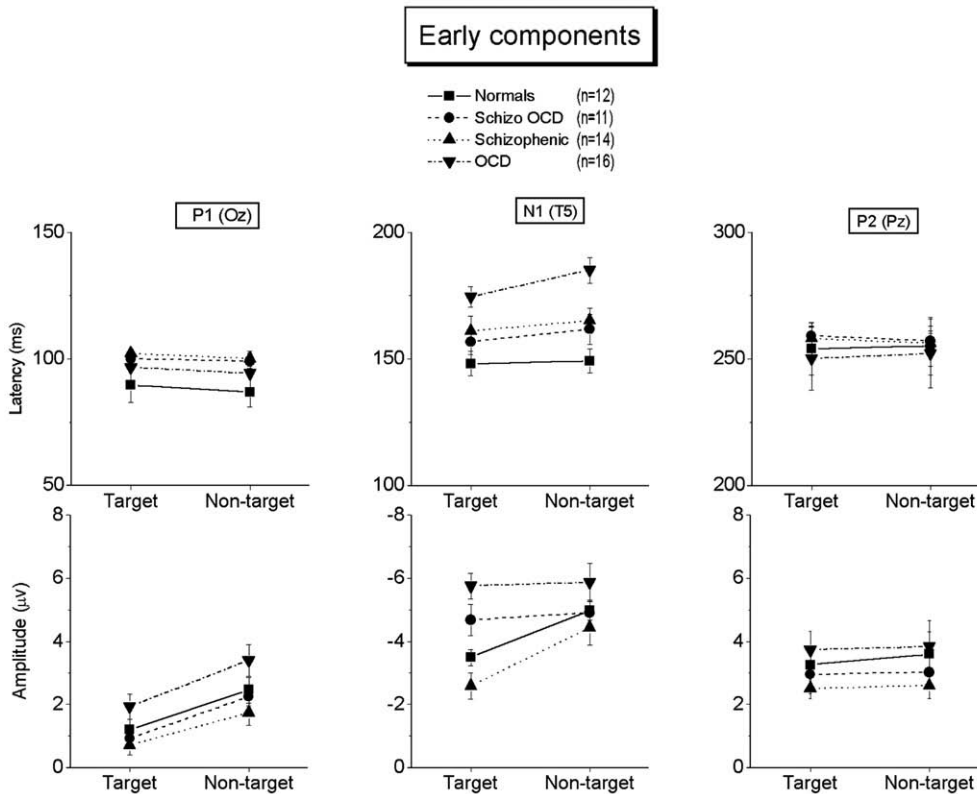 Early components
Normals (n=12)
Schizo OCD (n=11)
Schizophenic (n=14)
OCD (n=16)
P1 (Oz)
N1 (T5)
P2 (Pz)
150
100
50
Latency (ms)
Target Non-target
200
150
100
Target Non-target
300
250
200
Target Non-target
8
6
4
2
0
Amplitude (μv)
Target Non-target
-8
-6
-4
-2
0
Target Non-target
8
6
4
2
0
Target Non-target